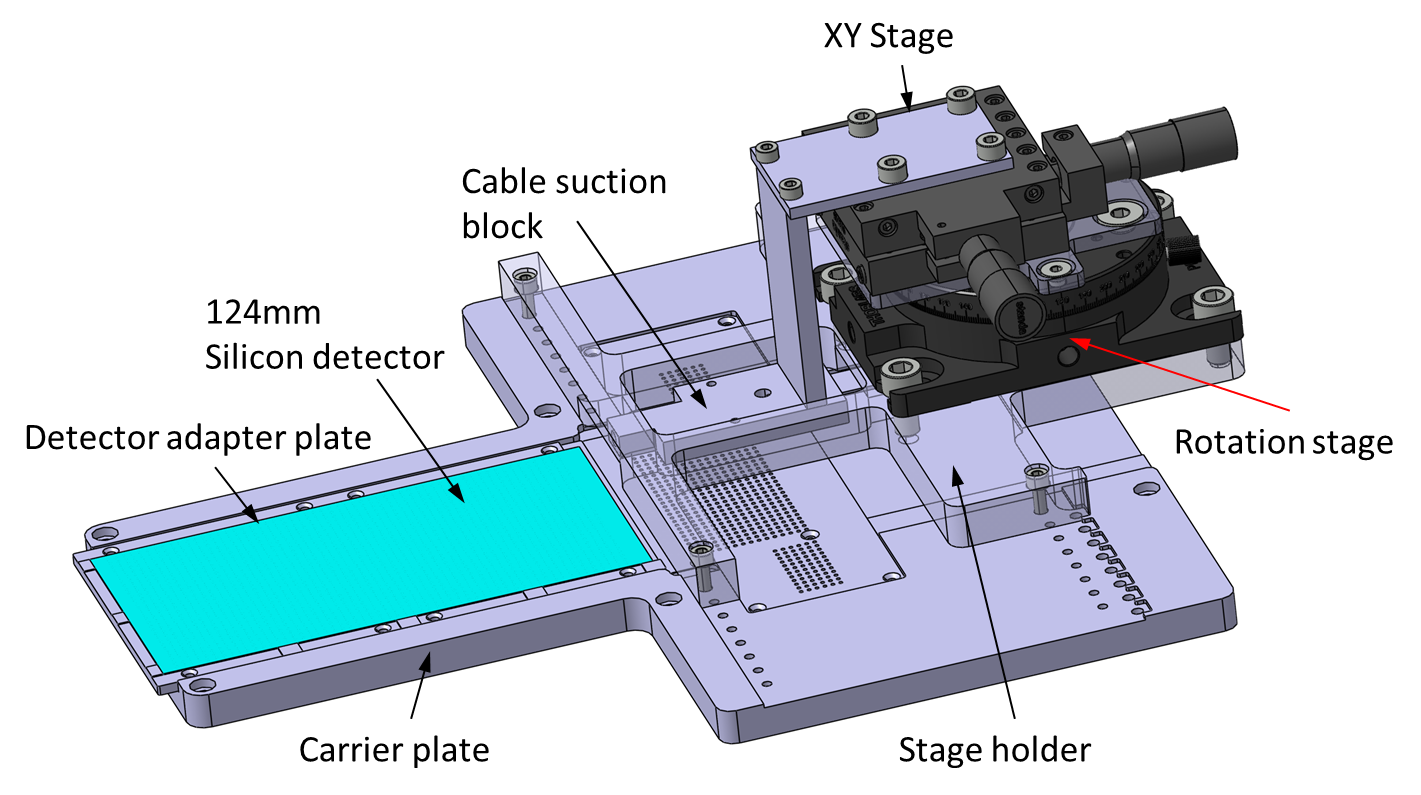 XY Stage
Cable suction
block
124mm
Silicon detector
Detector adapter plate
Rotation stage
Carrier plate
Stage holder